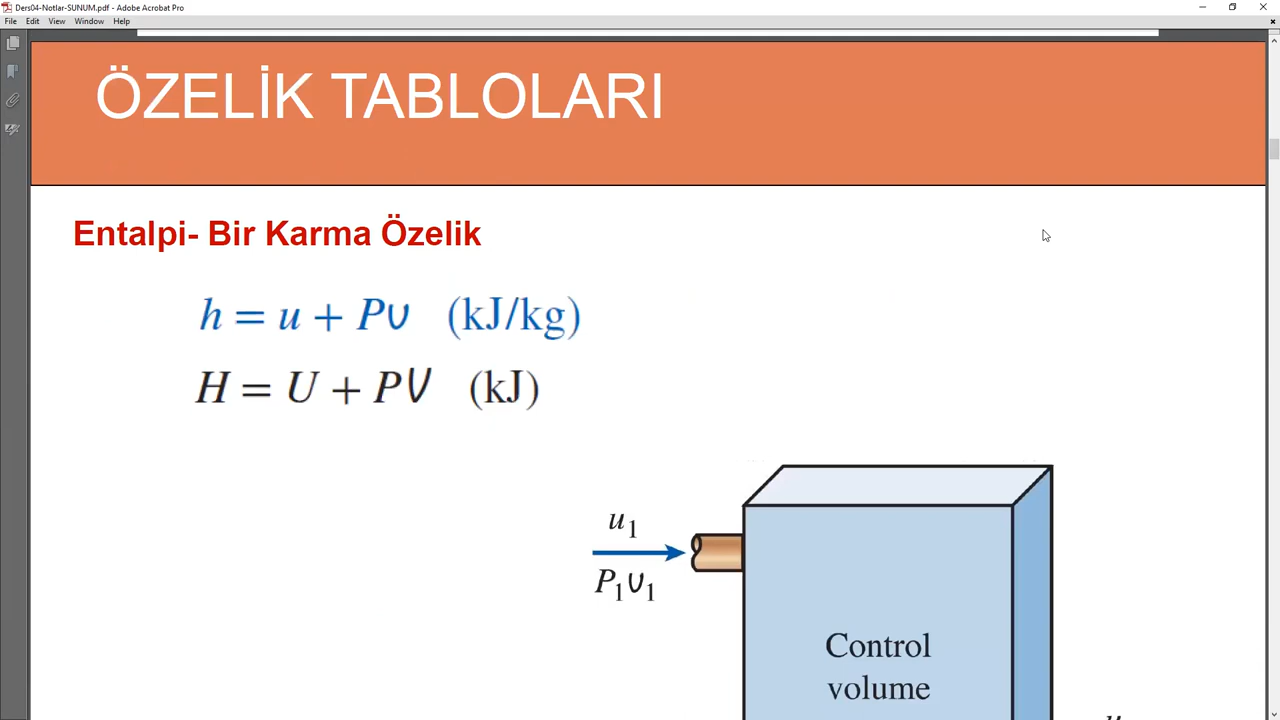 Ders04-Notlar-SUNUM.pdf - Adobe Acrobat Pro
File Edit View Window Help
ÖZELİK TABLOLARI
Entalpi- Bir Karma Özelik
h = u + Pυ (kJ/kg)
H = U + PV (kJ)
u₁
P₁υ₁
Control
volume